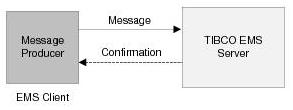 Message
Message
Producer
TIBCO EMS
Server
Confirmation
EMS Client